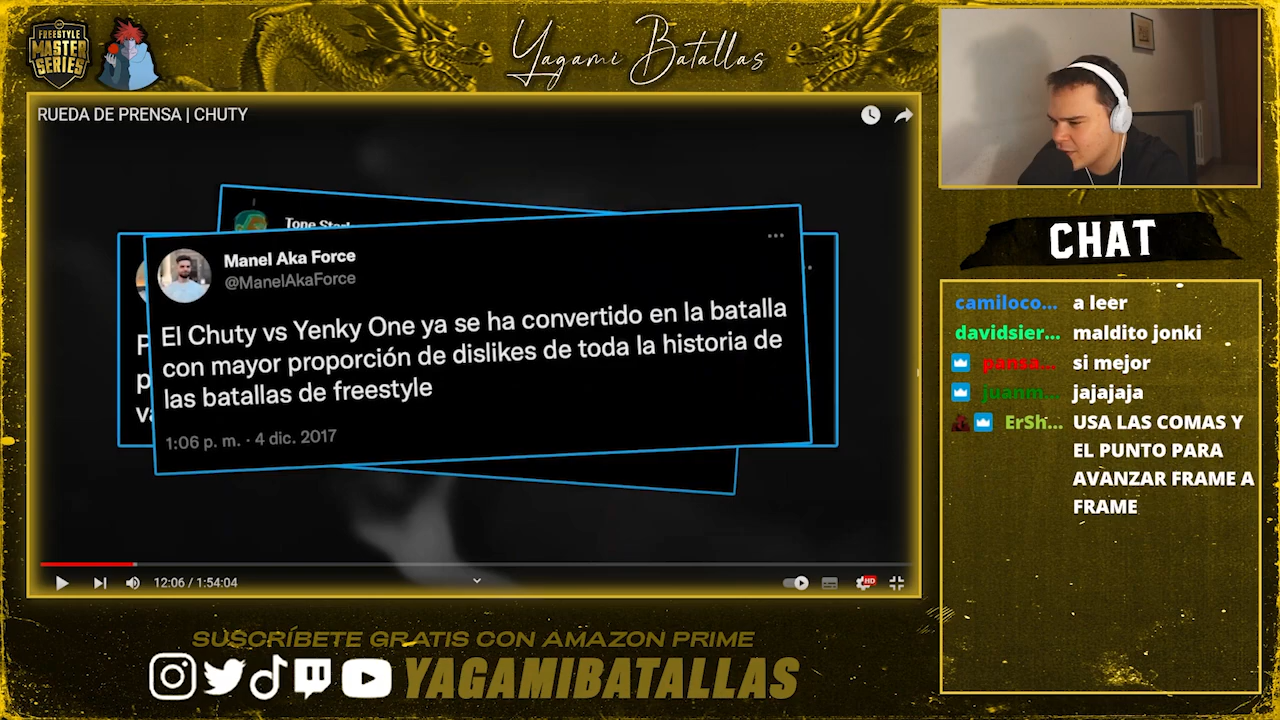 FREESTYLE
MASTER
SERIES
Yagami Batallas
RUEDA DE PRENSA | CHUTY
Manel Aka Force
@ManelAkaForce
El Chuty vs Yenky One ya se ha convertido en la batalla
con mayor proporción de dislikes de toda la historia de
las batallas de freestyle
1:06 p. m. · 4 dic. 2017
12:06 / 1:54:04
HD
CHAT
camiloco... a leer
davidsier... maldito jonki
pansa... si mejor
juanm... jajajaja
ErSh... USA LAS COMAS Y
EL PUNTO PARA
AVANZAR FRAME A
FRAME
SUSCRÍBETE GRATIS CON AMAZON PRIME
YAGAMIBATALLAS